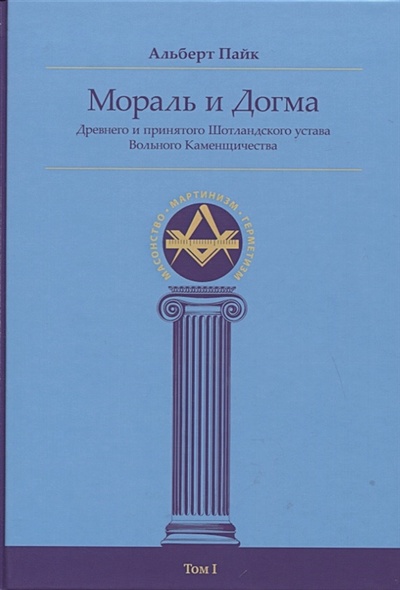 Альберт Пайк
Мораль и Догма
Древнего и принятого Шотландского устава
Вольного Каменщичества
МАСОНСТВО • МАРТИНИЗМ • ГЕРМЕТИЗМ
Том I